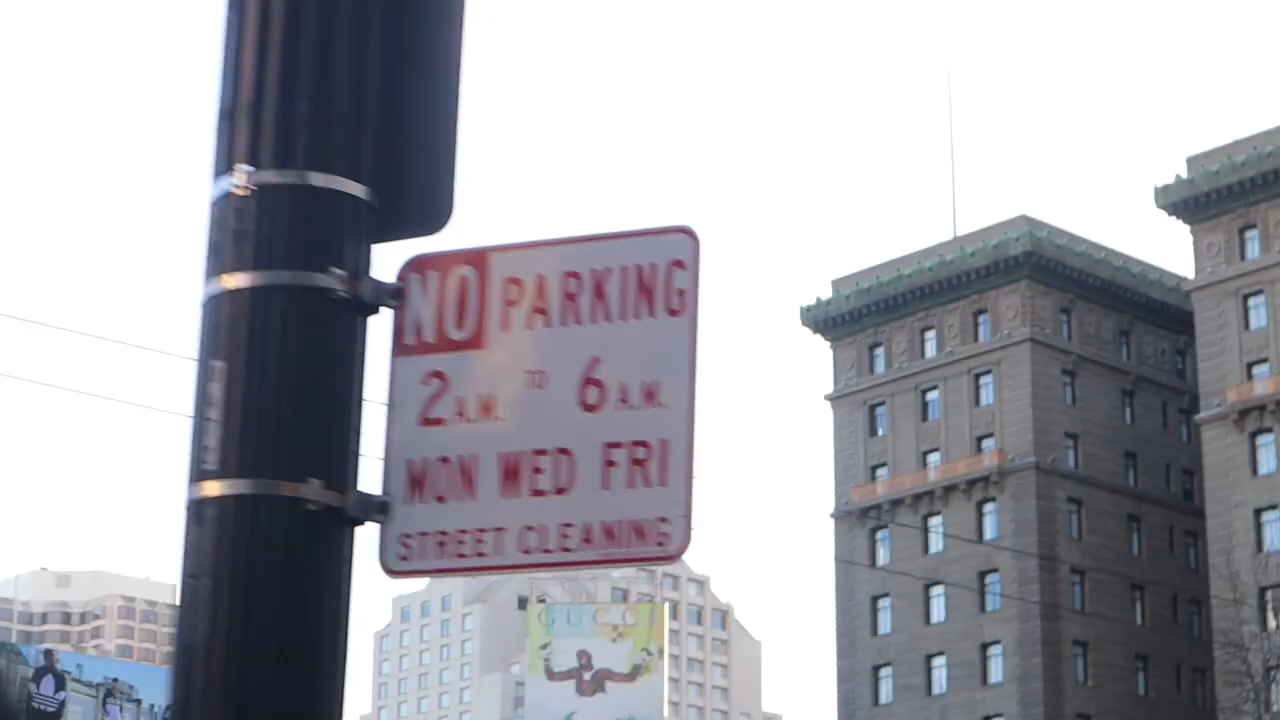 NO PARKING
2 A.M. TO 6 A.M.
MON WED FRI
STREET CLEANING
GUCCI